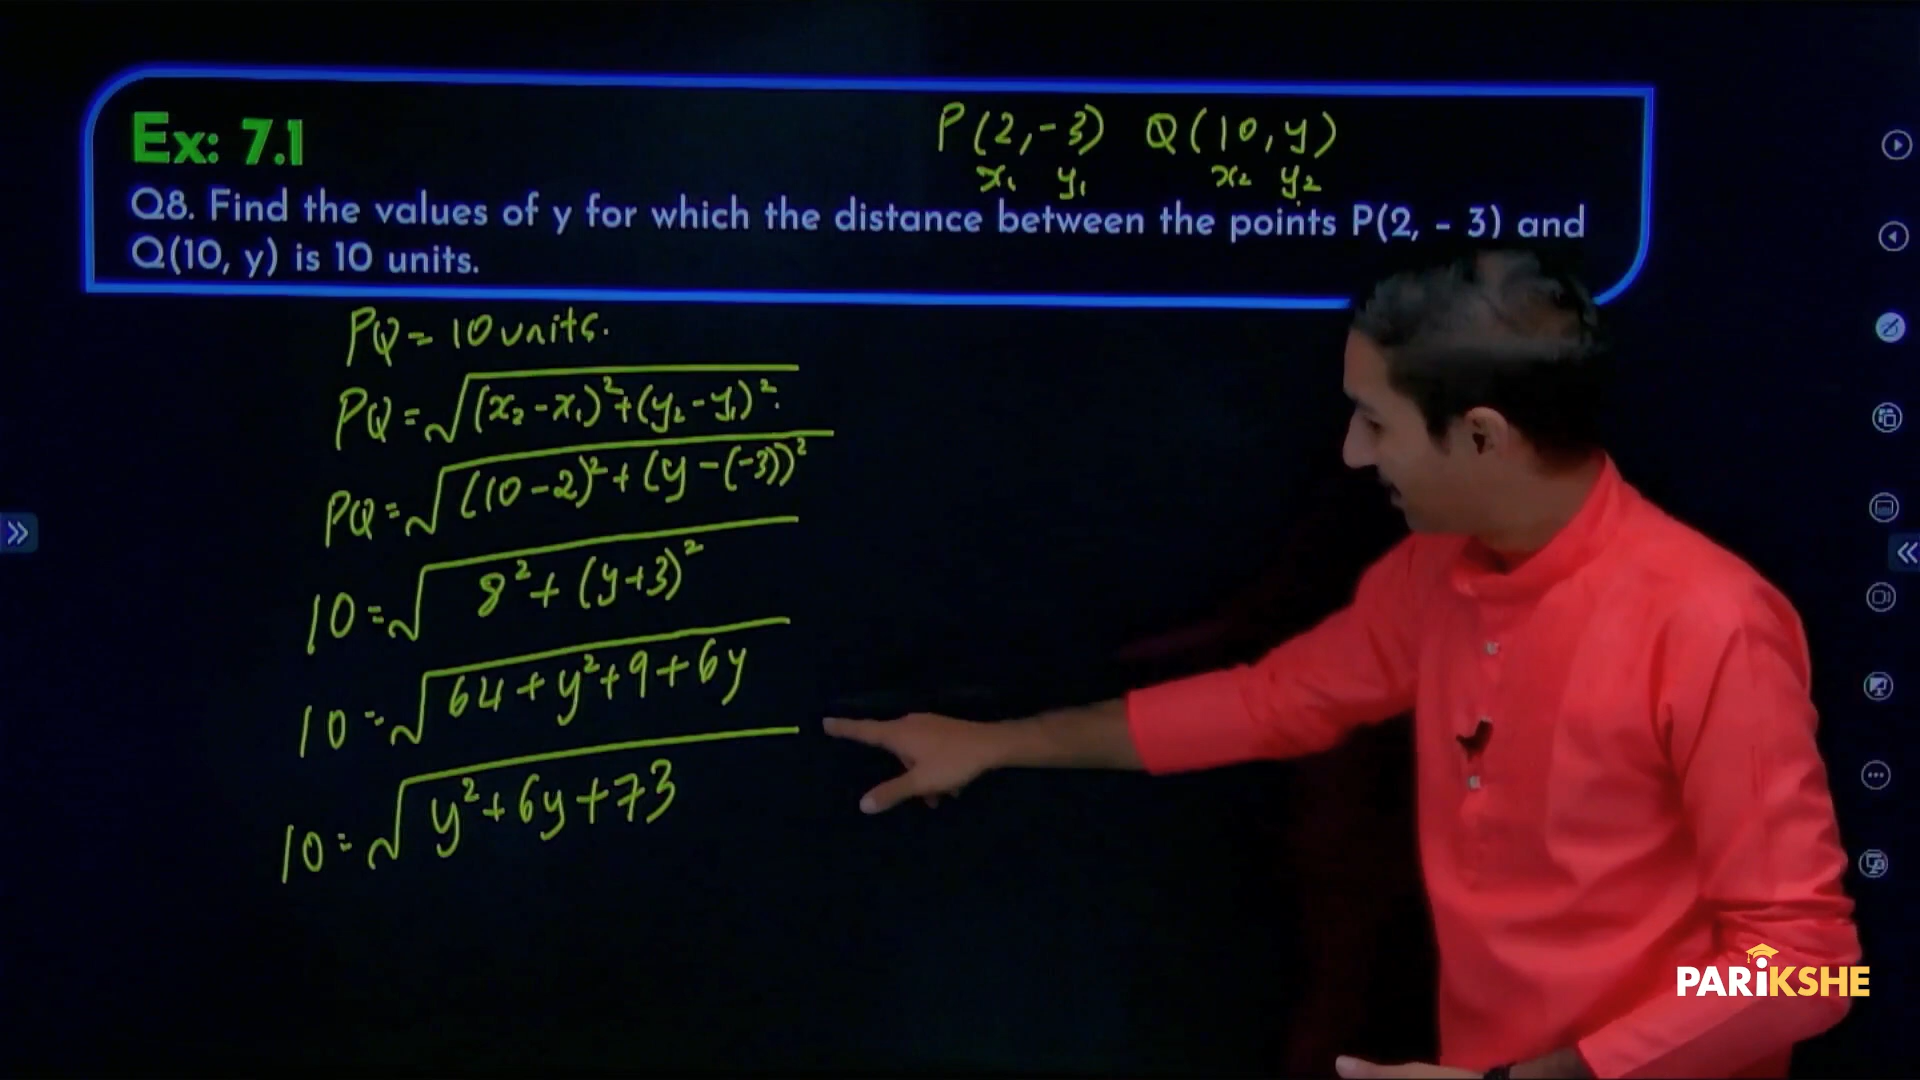 Ex: 7.1
P(2,-3) Q(10,y)
x₁ y₁ x₂ y₂
Q8. Find the values of y for which the distance between the points P(2, - 3) and
Q(10, y) is 10 units.
PQ = 10 units.
PQ = √(x₂-x₁)²+(y₂-y₁)².
PQ = √(10-2)²+(y-(-3))²
10 = √8²+(y+3)²
10 = √64+y²+9+6y
10 = √y²+6y+73
PARiKSHE